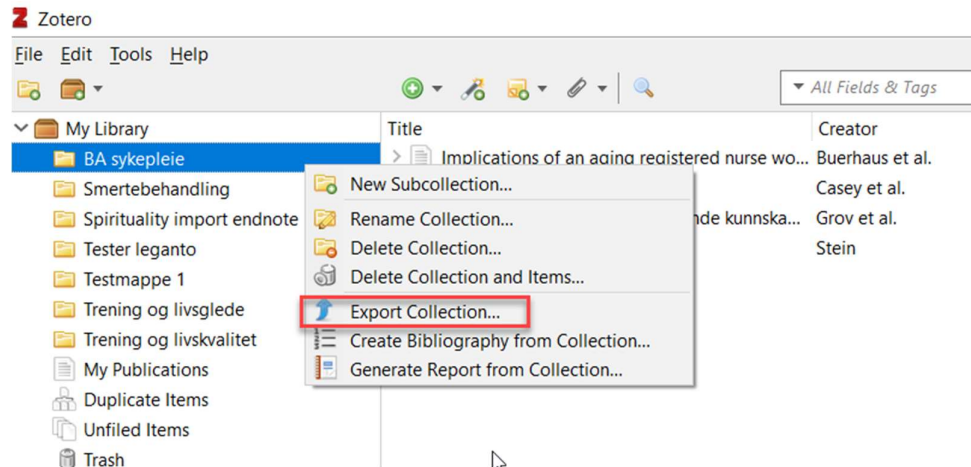 Zotero
File Edit Tools Help
All Fields & Tags
My Library
Title Creator
BA sykepleie
Implications of an aging registered nurse wo... Buerhaus et al.
Smertebehandling
New Subcollection...
Casey et al.
Spirituality import endnote
Rename Collection...
nde kunnska... Grov et al.
Tester leganto
Delete Collection...
Stein
Testmappe 1
Delete Collection and Items...
Trening og livsglede
Export Collection...
Trening og livskvalitet
Create Bibliography from Collection...
My Publications
Generate Report from Collection...
Duplicate Items
Unfiled Items
Trash